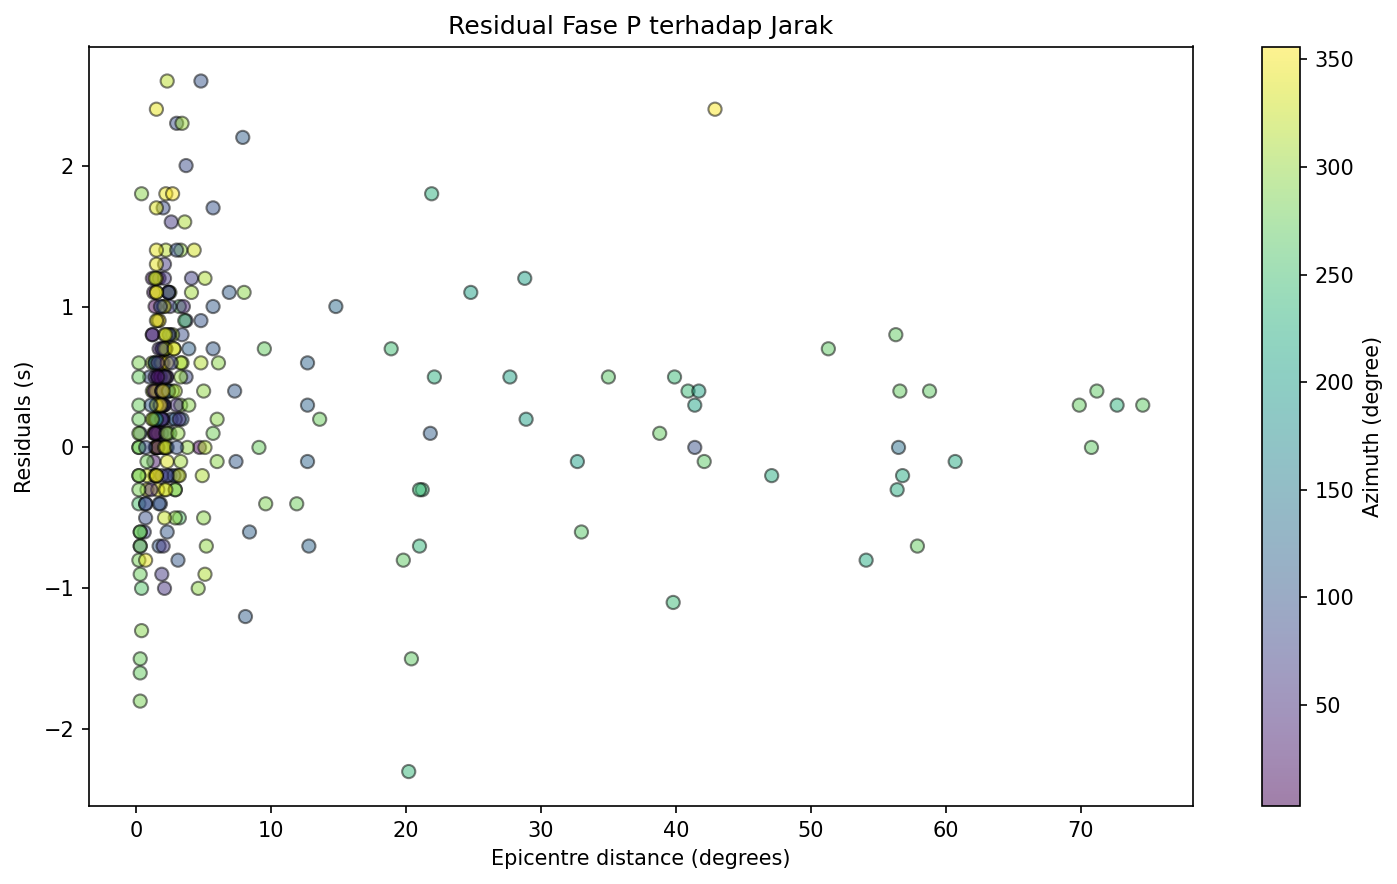 Residual Fase P terhadap Jarak
Residuals (s)
2
1
0
−1
−2
0 10 20 30 40 50 60 70
Epicentre distance (degrees)
350
300
250
200
150
100
50
Azimuth (degree)